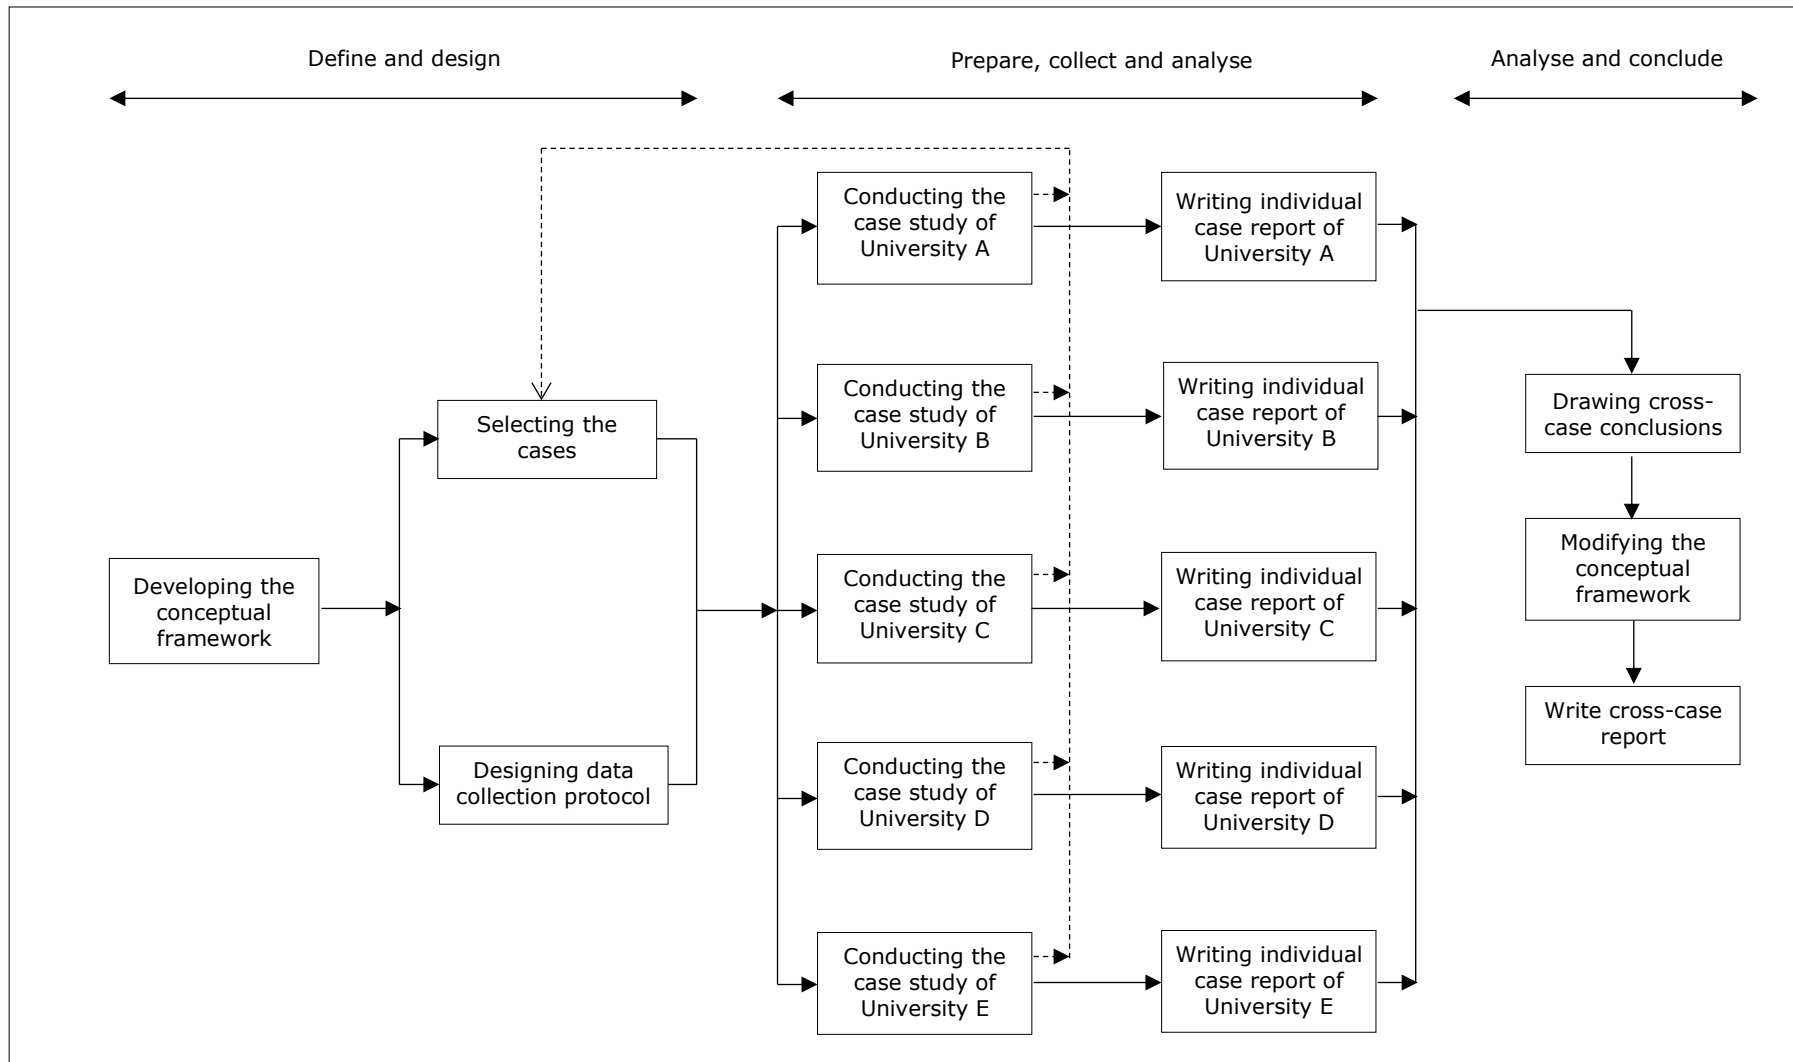 Define and design
Prepare, collect and analyse
Analyse and conclude
Developing the
conceptual
framework
Selecting the
cases
Designing data
collection protocol
Conducting the
case study of
University A
Conducting the
case study of
University B
Conducting the
case study of
University C
Conducting the
case study of
University D
Conducting the
case study of
University E
Writing individual
case report of
University A
Writing individual
case report of
University B
Writing individual
case report of
University C
Writing individual
case report of
University D
Writing individual
case report of
University E
Drawing cross-
case conclusions
Modifying the
conceptual
framework
Write cross-case
report